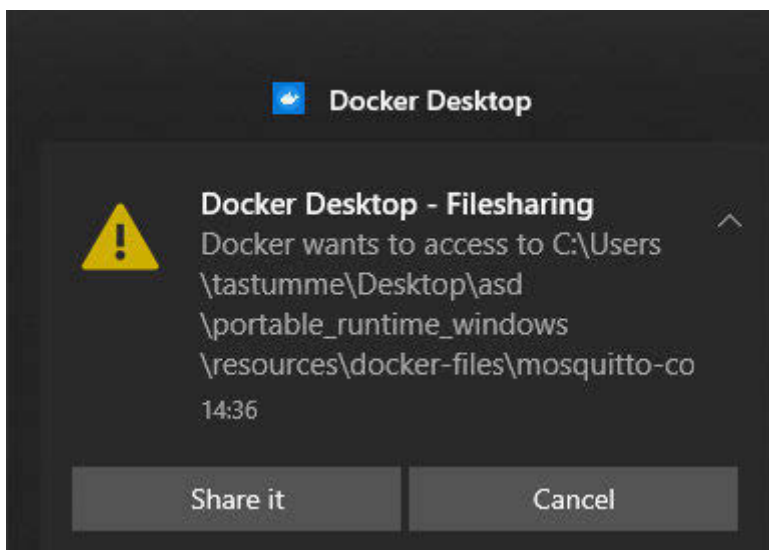 Docker Desktop
Docker Desktop - Filesharing
Docker wants to access to C:\Users
\tastumme\Desktop\asd
\portable_runtime_windows
\resources\docker-files\mosquitto-co
14:36
Share it
Cancel